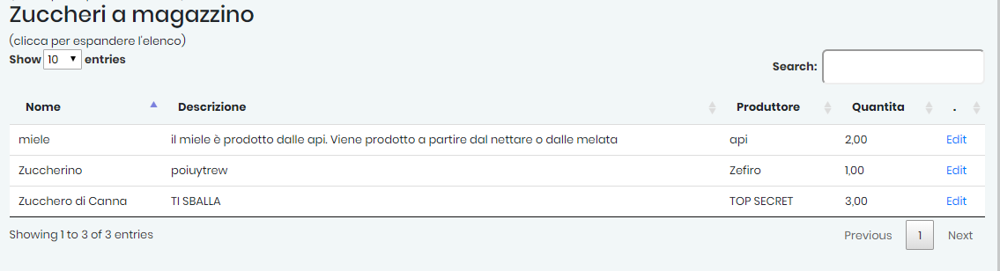 Zuccheri a magazzino
(clicca per espandere l'elenco)
Show 10 entries
Search:
Nome Descrizione Produttore Quantita .
miele il miele è prodotto dalle api. Viene prodotto a partire dal nettare o dalle melata api 2,00 Edit
Zuccherino poiuytrew Zefiro 1,00 Edit
Zucchero di Canna TI SBALLA TOP SECRET 3,00 Edit
Showing 1 to 3 of 3 entries Previous 1 Next